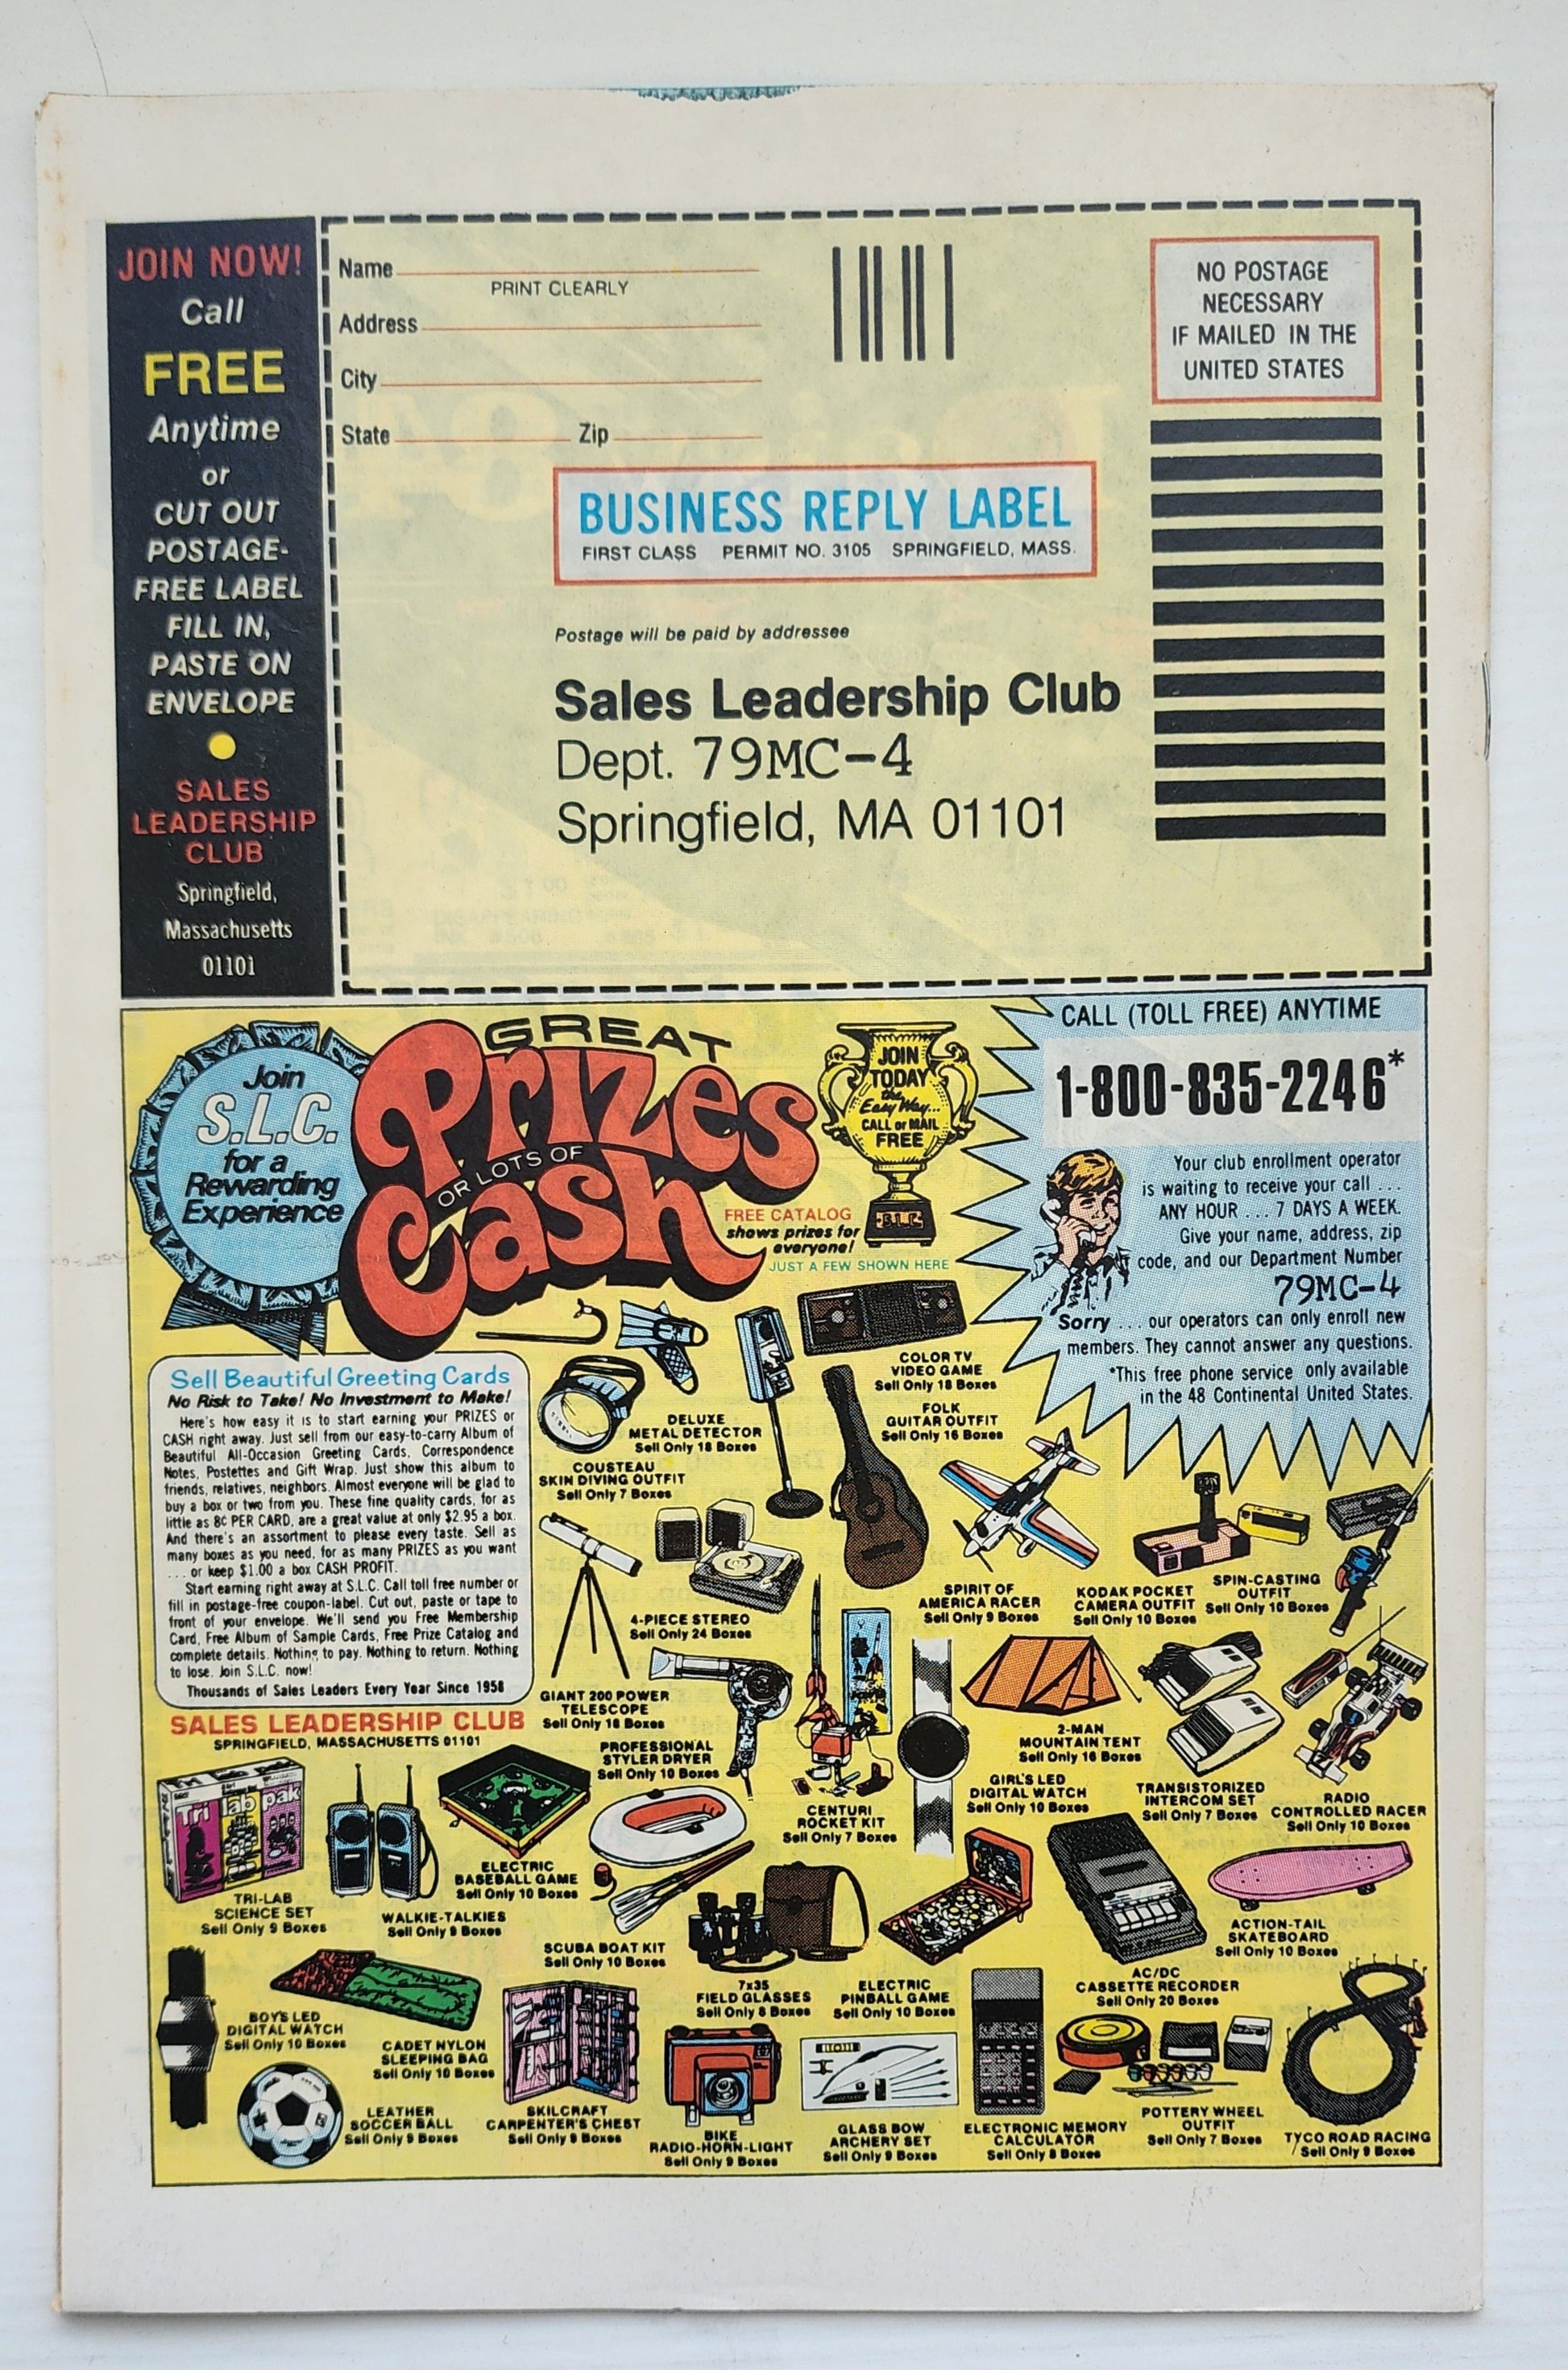 JOIN NOW!
Call
FREE
Anytime
or
CUT OUT
POSTAGE-
FREE LABEL
FILL IN,
PASTE ON
ENVELOPE
SALES
LEADERSHIP
CLUB
Springfield,
Massachusetts
01101
Name
PRINT CLEARLY
Address
City
State Zip
NO POSTAGE
NECESSARY
IF MAILED IN THE
UNITED STATES
BUSINESS REPLY LABEL
FIRST CLASS PERMIT NO. 3105 SPRINGFIELD, MASS.
Postage will be paid by addressee
Sales Leadership Club
Dept. 79MC-4
Springfield, MA 01101
Join
S.L.C.
for a
Rewarding
Experience
GREAT
Prizes
OR LOTS OF
Cash
JOIN
TODAY
the
Easy Way...
CALL or MAIL
FREE
S.L.C.
FREE CATALOG
shows prizes for
everyone!
JUST A FEW SHOWN HERE
CALL (TOLL FREE) ANYTIME
1-800-835-2246*
Your club enrollment operator
is waiting to receive your call . . .
ANY HOUR . . . 7 DAYS A WEEK.
Give your name, address, zip
code, and our Department Number
79MC-4
Sorry . . . our operators can only enroll new
members. They cannot answer any questions.
*This free phone service only available
in the 48 Continental United States.
Sell Beautiful Greeting Cards
No Risk to Take! No Investment to Make!
Here's how easy it is to start earning your PRIZES or
CASH right away. Just sell from our easy-to-carry Album of
Beautiful All-Occasion Greeting Cards, Correspondence
Notes, Postettes and Gift Wrap. Just show this album to
friends, relatives, neighbors. Almost everyone will be glad to
buy a box or two from you. These fine quality cards, for as
little as 8¢ PER CARD, are a great value at only $2.95 a box.
And there's an assortment to please every taste. Sell as
many boxes as you need, for as many PRIZES as you want
. . . or keep $1.00 a box CASH PROFIT.
Start earning right away at S.L.C. Call toll free number or
fill in postage-free coupon-label. Cut out, paste or tape to
front of your envelope. We'll send you Free Membership
Card, Free Album of Sample Cards, Free Prize Catalog and
complete details. Nothing to pay. Nothing to return. Nothing
to lose. Join S.L.C. now!
Thousands of Sales Leaders Every Year Since 1958
SALES LEADERSHIP CLUB
SPRINGFIELD, MASSACHUSETTS 01101
COLOR TV
VIDEO GAME
Sell Only 18 Boxes
DELUXE
METAL DETECTOR
Sell Only 18 Boxes
FOLK
GUITAR OUTFIT
Sell Only 16 Boxes
COUSTEAU
SKIN DIVING OUTFIT
Sell Only 7 Boxes
4-PIECE STEREO
Sell Only 24 Boxes
SPIRIT OF
AMERICA RACER
Sell Only 9 Boxes
KODAK POCKET
CAMERA OUTFIT
Sell Only 10 Boxes
SPIN-CASTING
OUTFIT
Sell Only 10 Boxes
GIANT 200 POWER
TELESCOPE
Sell Only 18 Boxes
PROFESSIONAL
STYLER DRYER
Sell Only 10 Boxes
2-MAN
MOUNTAIN TENT
Sell Only 16 Boxes
GIRL'S LED
DIGITAL WATCH
Sell Only 10 Boxes
TRANSISTORIZED
INTERCOM SET
Sell Only 7 Boxes
RADIO
CONTROLLED RACER
Sell Only 10 Boxes
CENTURI
ROCKET KIT
Sell Only 7 Boxes
Tri lab pak
TRI-LAB
SCIENCE SET
Sell Only 9 Boxes
WALKIE-TALKIES
Sell Only 9 Boxes
ELECTRIC
BASEBALL GAME
Sell Only 10 Boxes
SCUBA BOAT KIT
Sell Only 10 Boxes
7x35
FIELD GLASSES
Sell Only 8 Boxes
ELECTRIC
PINBALL GAME
Sell Only 10 Boxes
AC/DC
CASSETTE RECORDER
Sell Only 20 Boxes
ACTION-TAIL
SKATEBOARD
Sell Only 10 Boxes
BOY'S LED
DIGITAL WATCH
Sell Only 10 Boxes
CADET NYLON
SLEEPING BAG
Sell Only 10 Boxes
LEATHER
SOCCER BALL
Sell Only 9 Boxes
SKILCRAFT
CARPENTER'S CHEST
Sell Only 9 Boxes
BIKE
RADIO-HORN-LIGHT
Sell Only 9 Boxes
GLASS BOW
ARCHERY SET
Sell Only 9 Boxes
ELECTRONIC MEMORY
CALCULATOR
Sell Only 8 Boxes
POTTERY WHEEL
OUTFIT
Sell Only 7 Boxes
TYCO ROAD RACING
Sell Only 9 Boxes